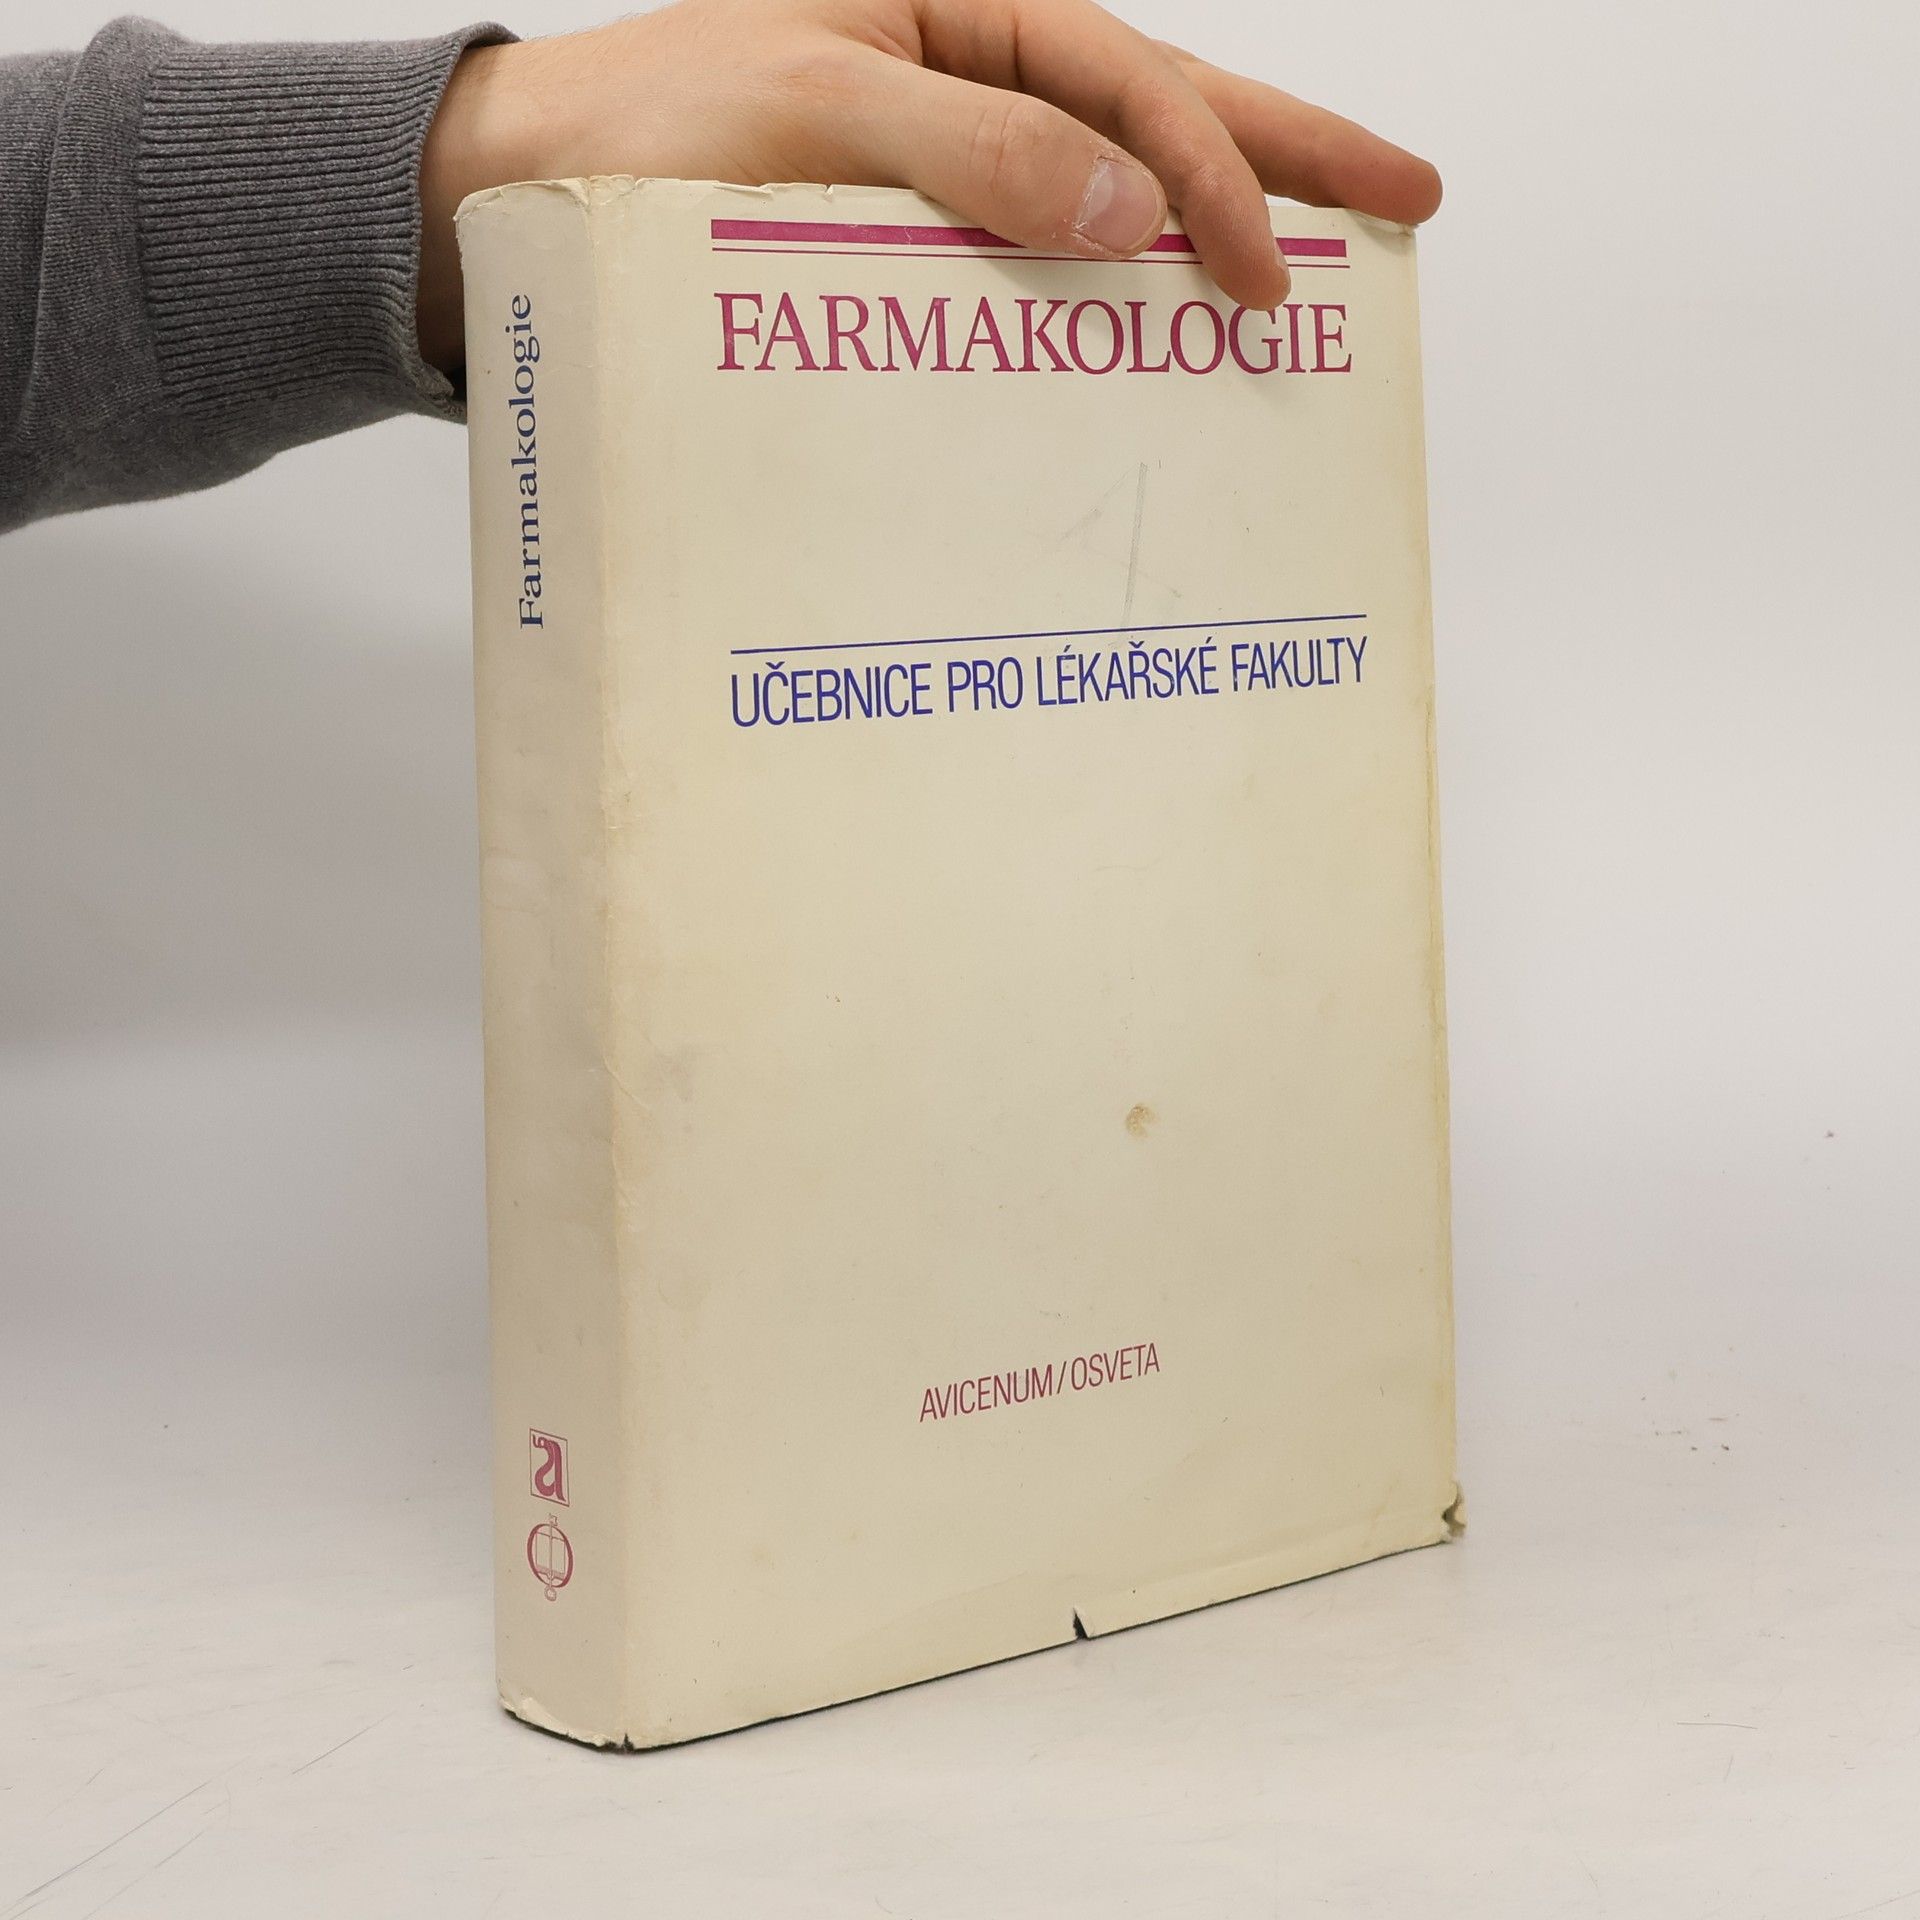 Farmakologie
FARMAKOLOGIE
UČEBNICE PRO LÉKAŘSKÉ FAKULTY
AVICENUM/OSVETA
a